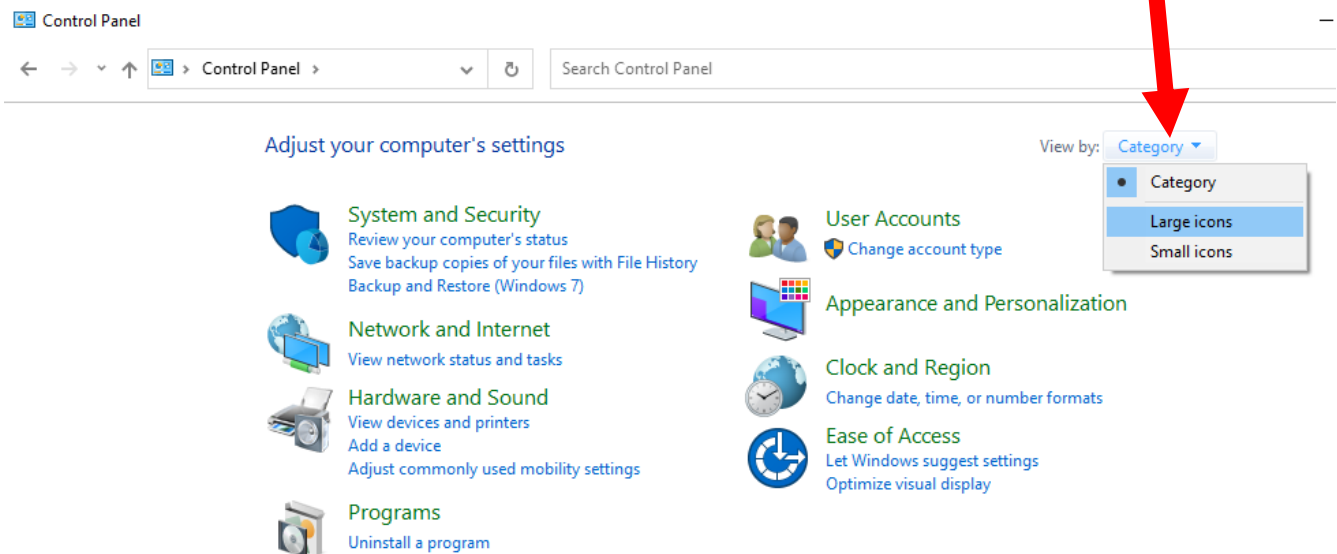 Control Panel
Control Panel
Search Control Panel
Adjust your computer's settings
View by: Category
Category
Large icons
Small icons
System and Security
Review your computer's status
Save backup copies of your files with File History
Backup and Restore (Windows 7)
Network and Internet
View network status and tasks
Hardware and Sound
View devices and printers
Add a device
Adjust commonly used mobility settings
Programs
Uninstall a program
User Accounts
Change account type
Appearance and Personalization
Clock and Region
Change date, time, or number formats
Ease of Access
Let Windows suggest settings
Optimize visual display